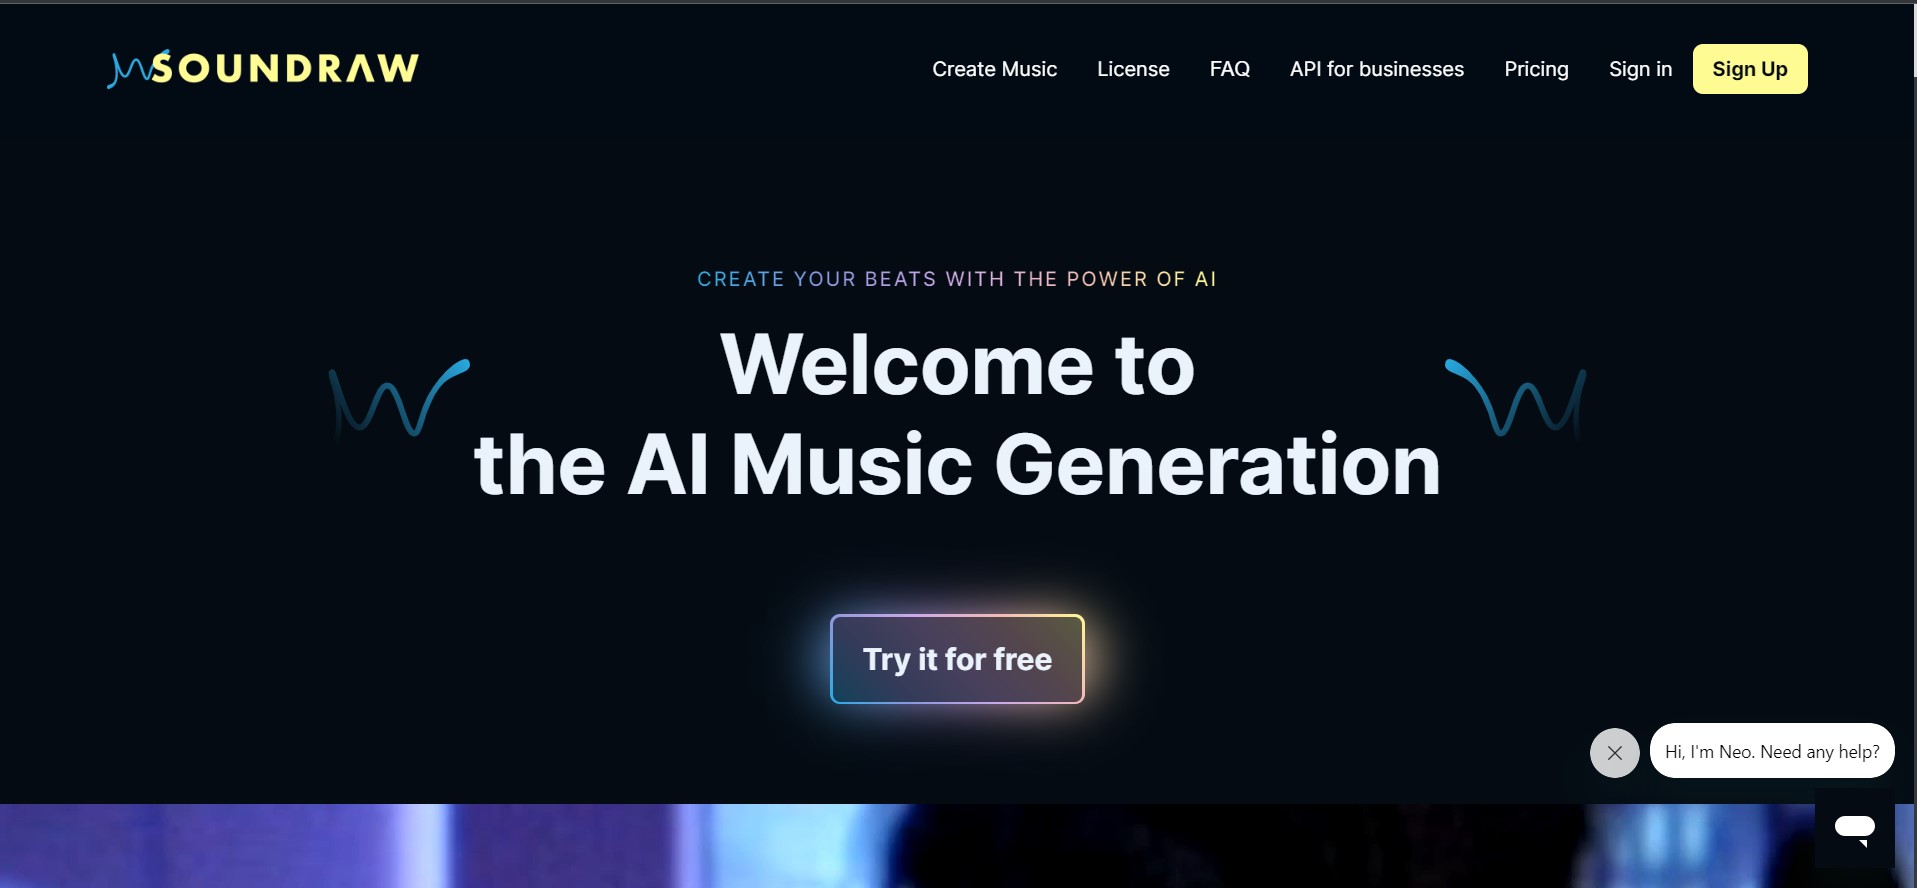 SOUNDRAW
Create Music
License
FAQ
API for businesses
Pricing
Sign in
Sign Up
CREATE YOUR BEATS WITH THE POWER OF AI
Welcome to
the AI Music Generation
Try it for free
Hi, I'm Neo. Need any help?